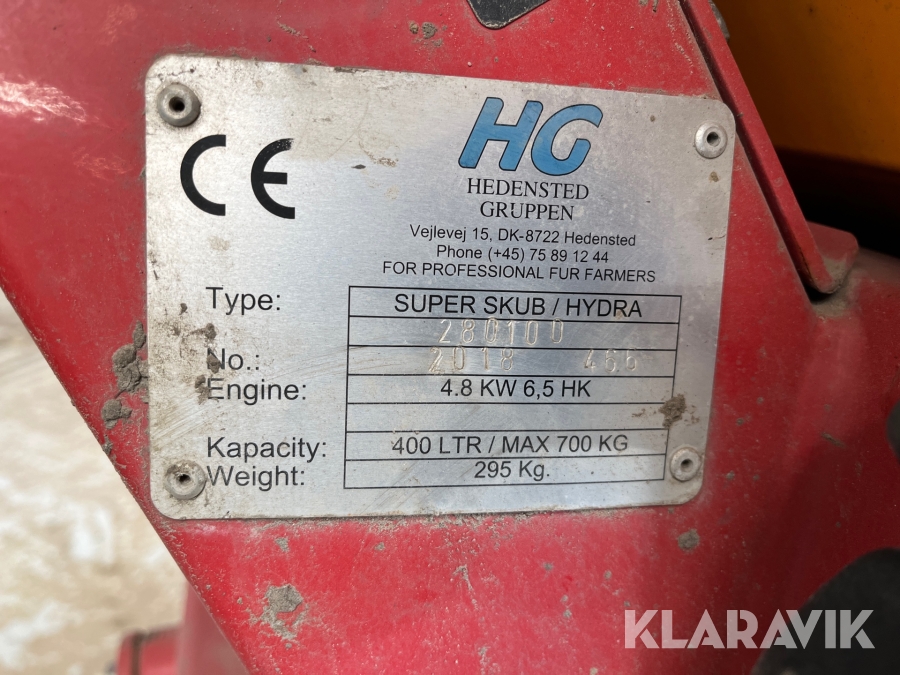 CE
HG
HEDENSTED
GRUPPEN
Vejlevej 15, DK-8722 Hedensted
Phone (+45) 75 89 12 44
FOR PROFESSIONAL FUR FARMERS
Type: SUPER SKUB / HYDRA
280100
No.: 2018 466
Engine: 4.8 KW 6,5 HK
Kapacity: 400 LTR / MAX 700 KG
Weight: 295 Kg.
KLARAVIK